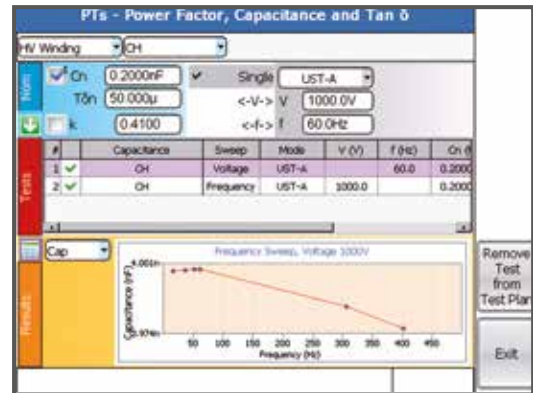 PTs - Power Factor, Capacitance and Tan δ
HV Winding CH
Nom Cn 0.2000nF Single UST-A
Tδn 50.000µ <-V-> V 1000.0V
k 0.4100 <-f-> f 60.0Hz
Tests
# Capacitance Sweep Mode V (V) f (Hz) Cn
1 CH Voltage UST-A 60.0 0.2000
2 CH Frequency UST-A 1000.0 0.2000
Cap
Results
Frequency Sweep, Voltage 1000V
Capacitance (nF)
50 100 150 200 250 300 350 400 450
Frequency (Hz)
Remove
Test
from
Test Plan
Exit